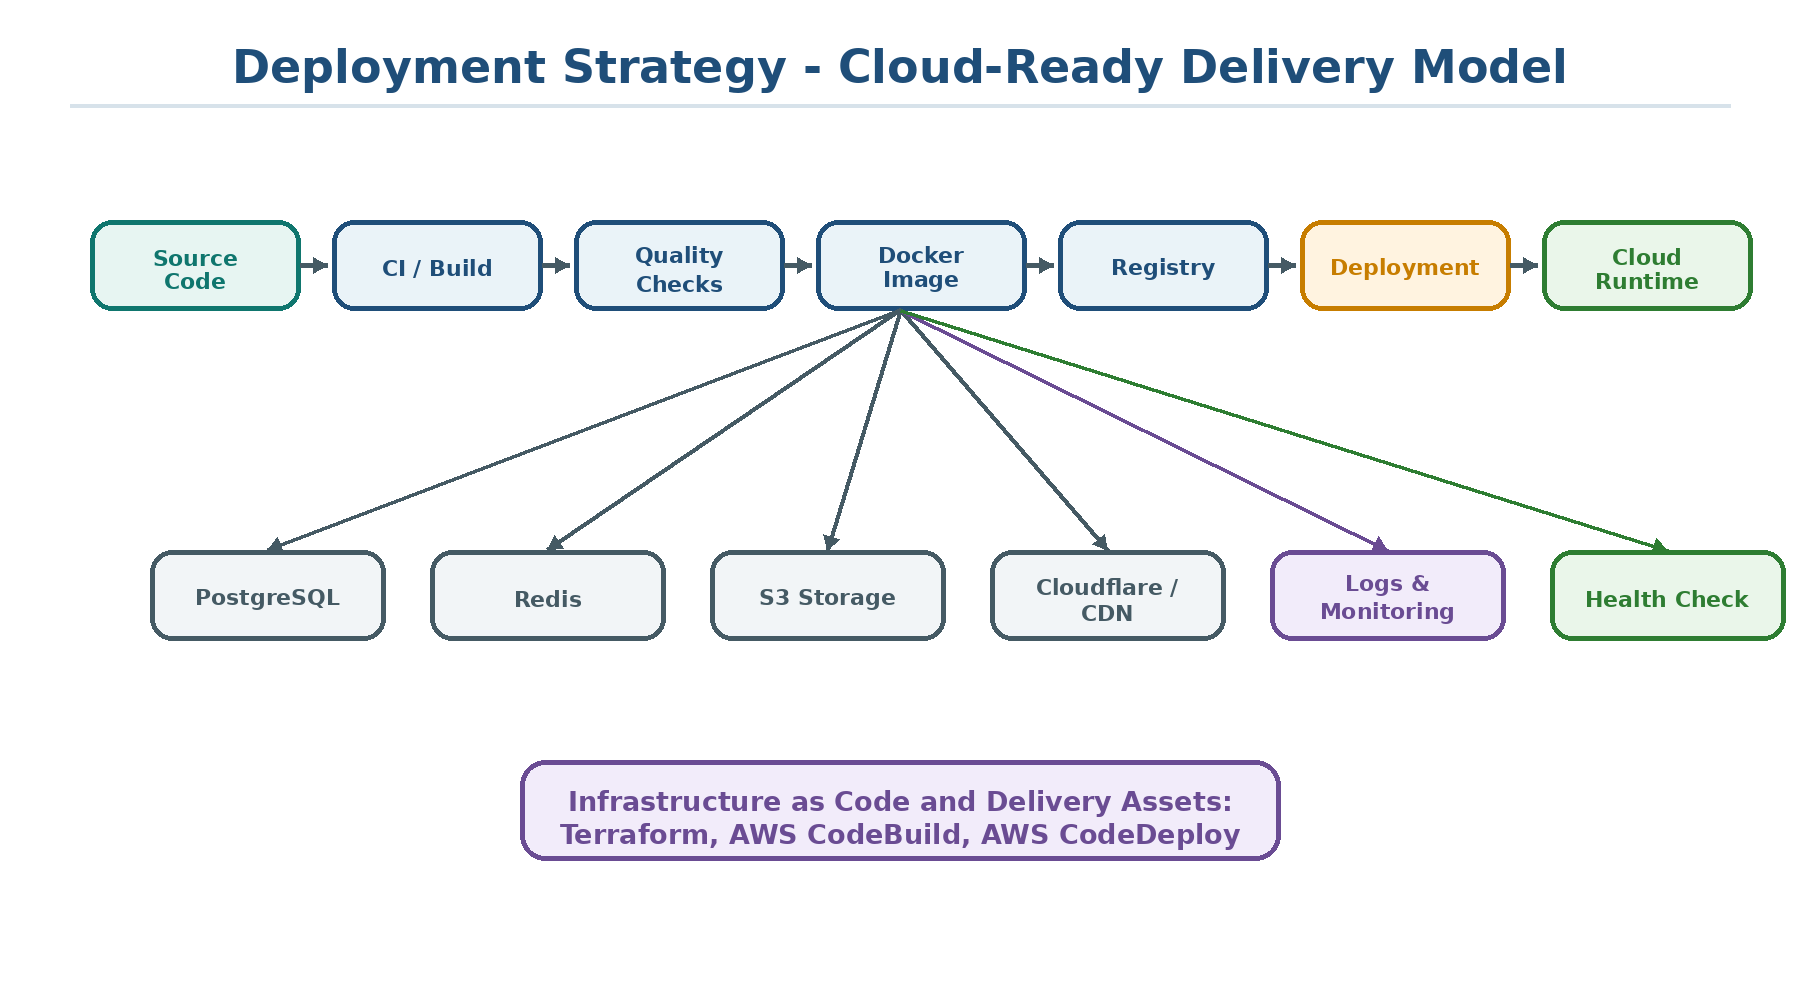 Deployment Strategy - Cloud-Ready Delivery Model
Source
Code
CI / Build
Quality
Checks
Docker
Image
Registry
Deployment
Cloud
Runtime
PostgreSQL
Redis
S3 Storage
Cloudflare /
CDN
Logs &
Monitoring
Health Check
Infrastructure as Code and Delivery Assets:
Terraform, AWS CodeBuild, AWS CodeDeploy